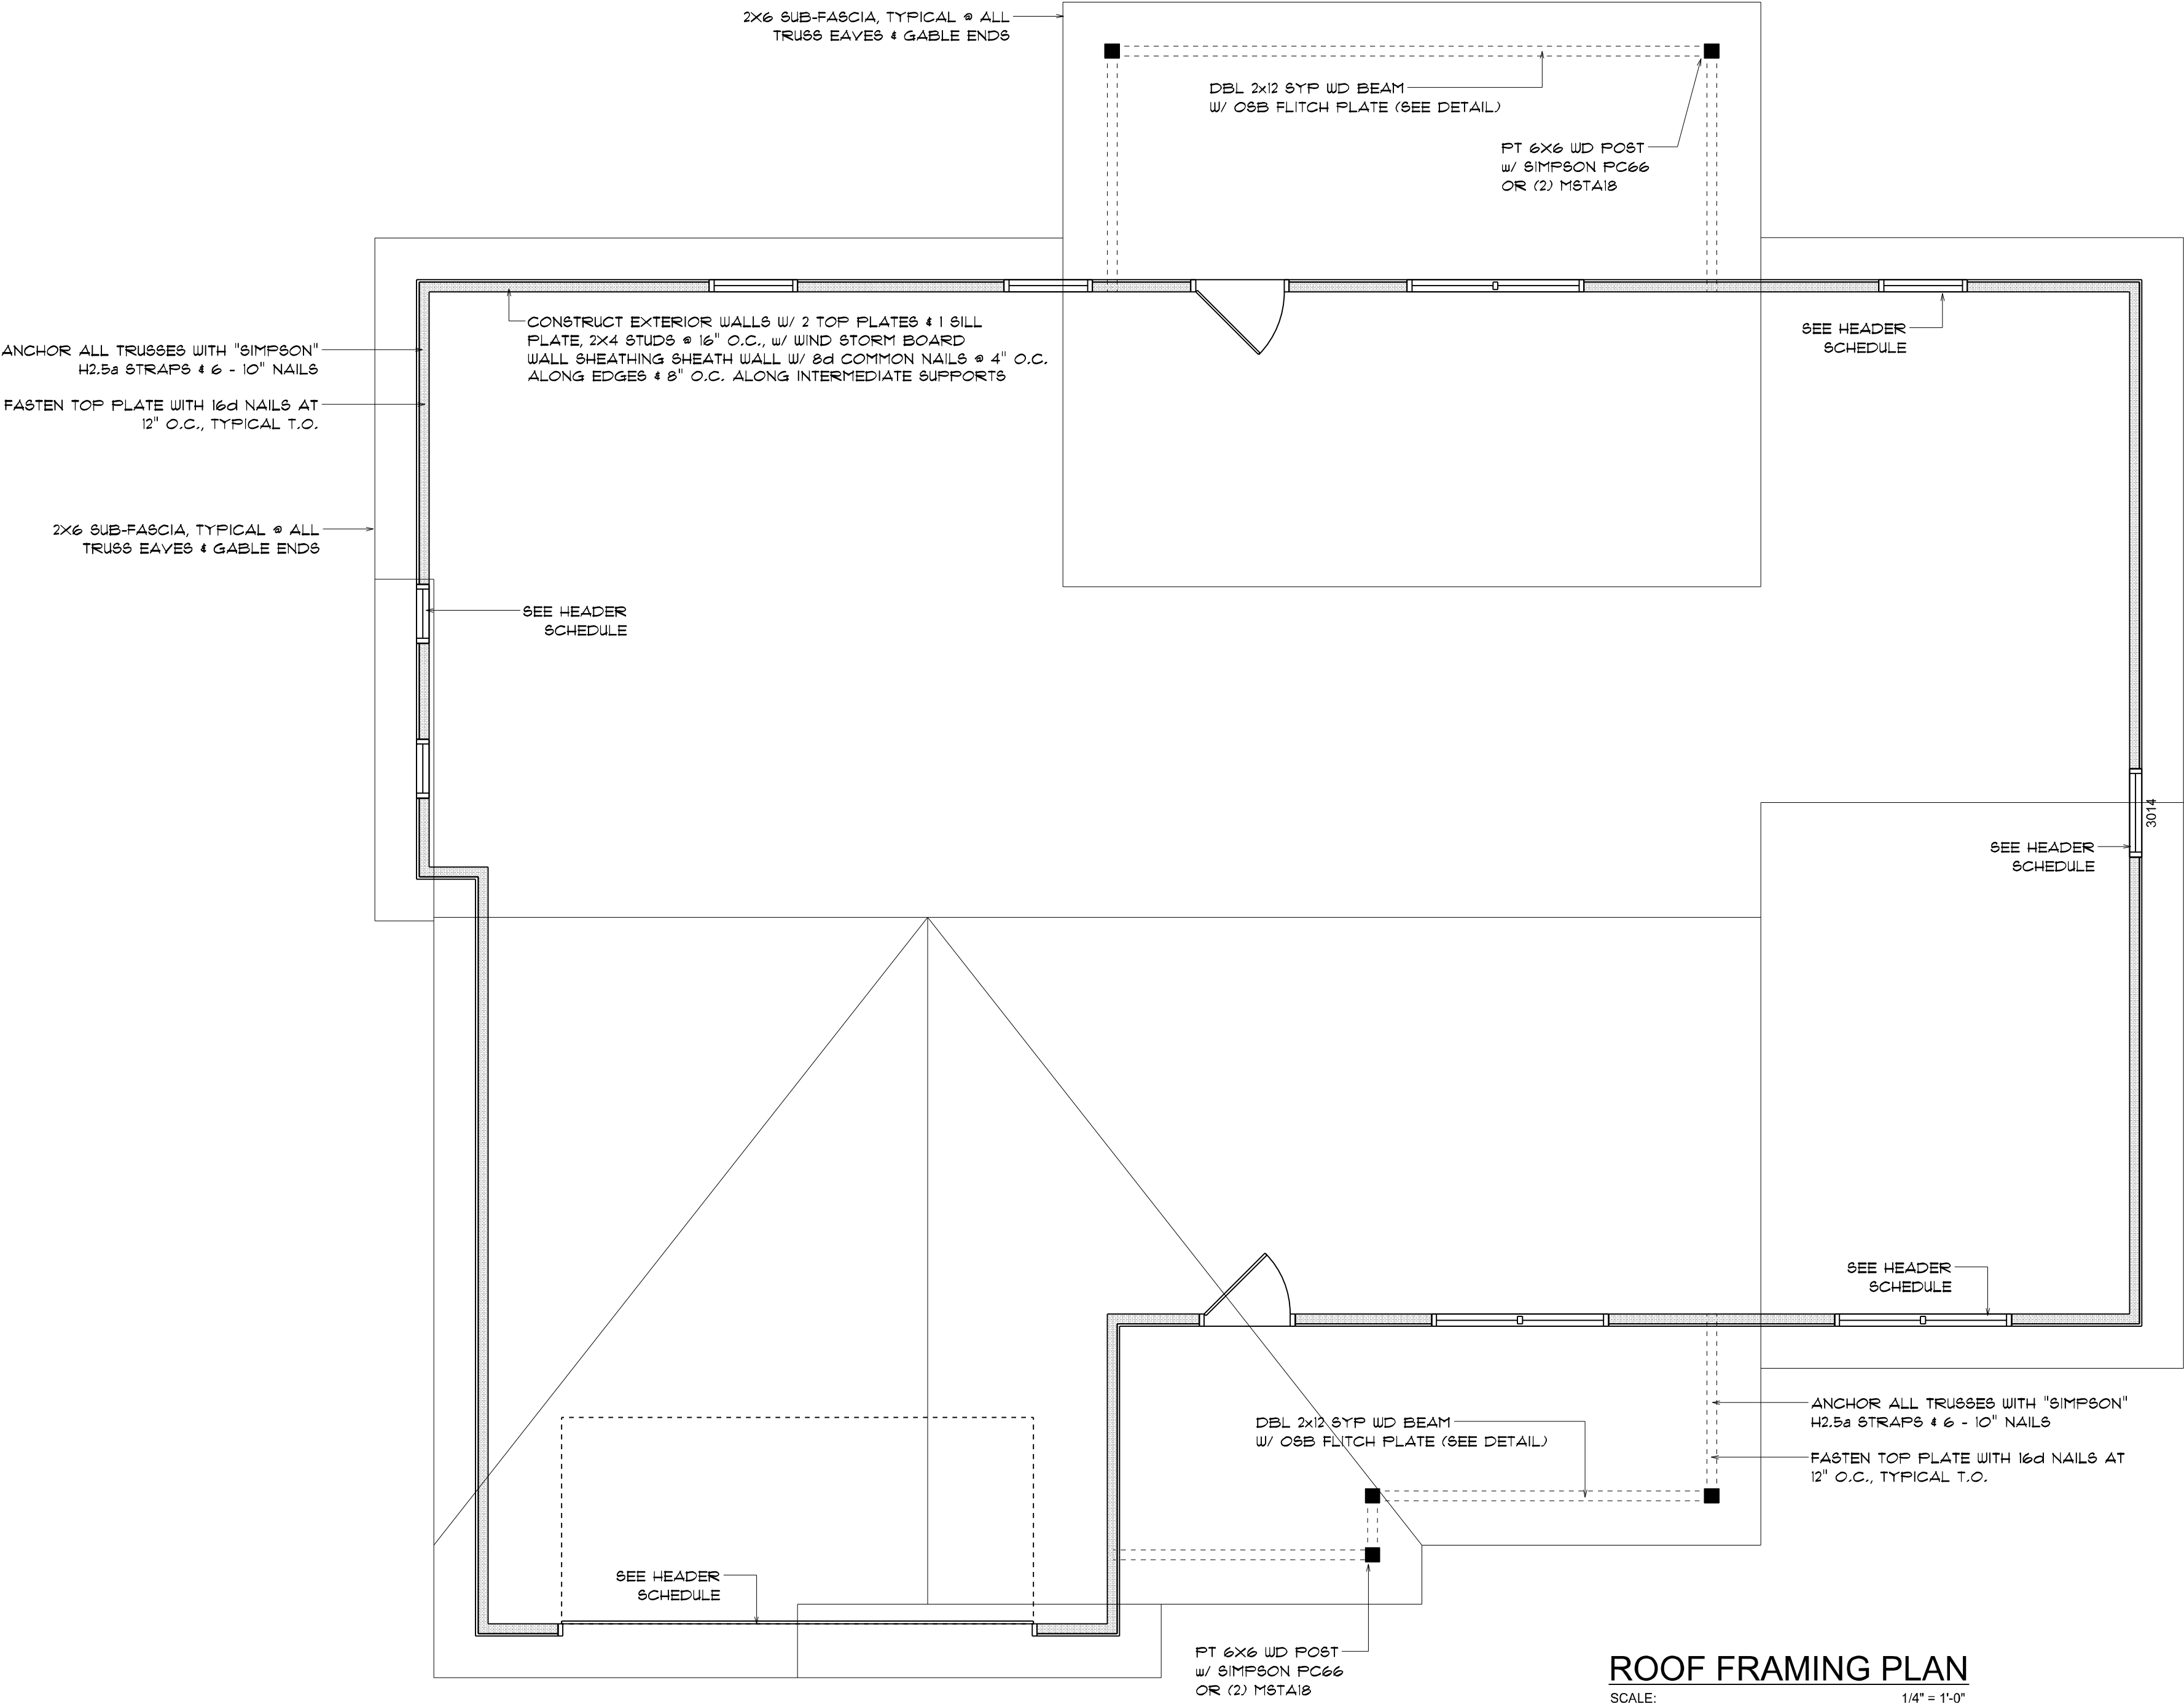 2X6 SUB-FASCIA, TYPICAL @ ALL
TRUSS EAVES & GABLE ENDS
DBL 2x12 SYP WD BEAM
W/ OSB FLITCH PLATE (SEE DETAIL)
PT 6X6 WD POST
w/ SIMPSON PC66
OR (2) MSTA18
CONSTRUCT EXTERIOR WALLS W/ 2 TOP PLATES & 1 SILL
PLATE, 2X4 STUDS @ 16" O.C., w/ WIND STORM BOARD
WALL SHEATHING SHEATH WALL W/ 8d COMMON NAILS @ 4" O.C.
ALONG EDGES & 8" O.C. ALONG INTERMEDIATE SUPPORTS
SEE HEADER
SCHEDULE
ANCHOR ALL TRUSSES WITH "SIMPSON"
H2.5a STRAPS & 6 - 10" NAILS
FASTEN TOP PLATE WITH 16d NAILS AT
12" O.C., TYPICAL T.O.
2X6 SUB-FASCIA, TYPICAL @ ALL
TRUSS EAVES & GABLE ENDS
SEE HEADER
SCHEDULE
3014
SEE HEADER
SCHEDULE
SEE HEADER
SCHEDULE
ANCHOR ALL TRUSSES WITH "SIMPSON"
H2.5a STRAPS & 6 - 10" NAILS
FASTEN TOP PLATE WITH 16d NAILS AT
12" O.C., TYPICAL T.O.
DBL 2x12 SYP WD BEAM
W/ OSB FLITCH PLATE (SEE DETAIL)
SEE HEADER
SCHEDULE
PT 6X6 WD POST
w/ SIMPSON PC66
OR (2) MSTA18
ROOF FRAMING PLAN
SCALE: 1/4" = 1'-0"